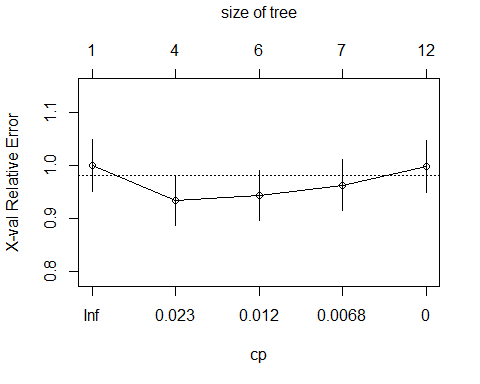 size of tree
1 4 6 7 12
X-val Relative Error
1.1
1.0
0.9
0.8
Inf 0.023 0.012 0.0068 0
cp